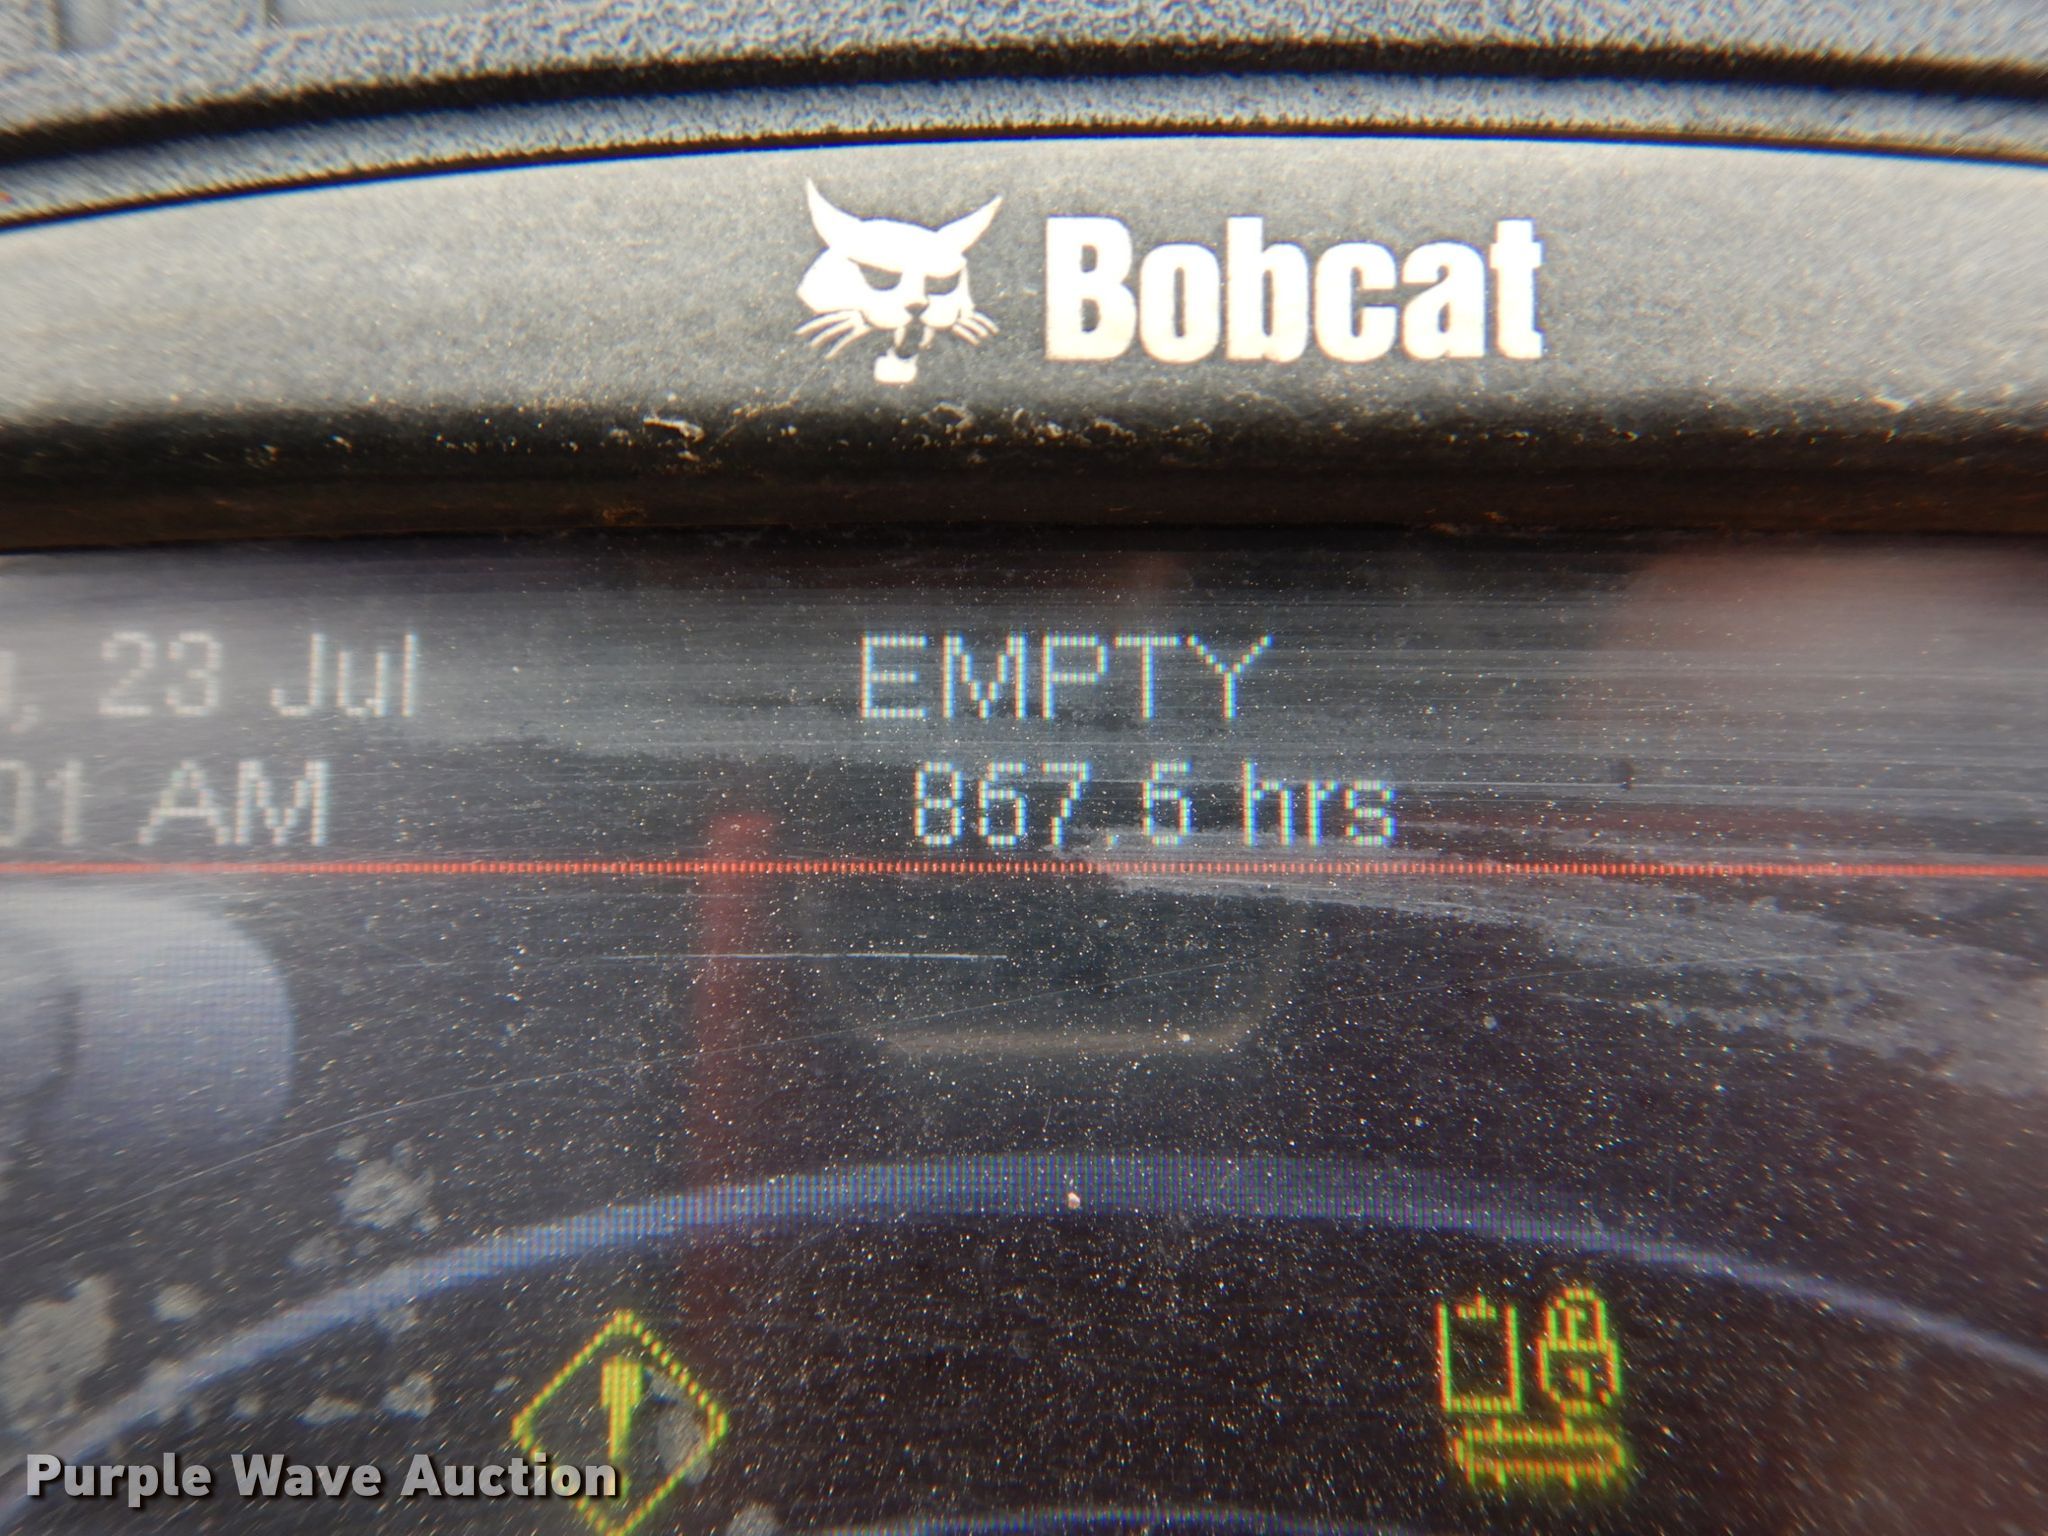 Bobcat
23 Jul
EMPTY
01 AM
867.6 hrs
Purple Wave Auction